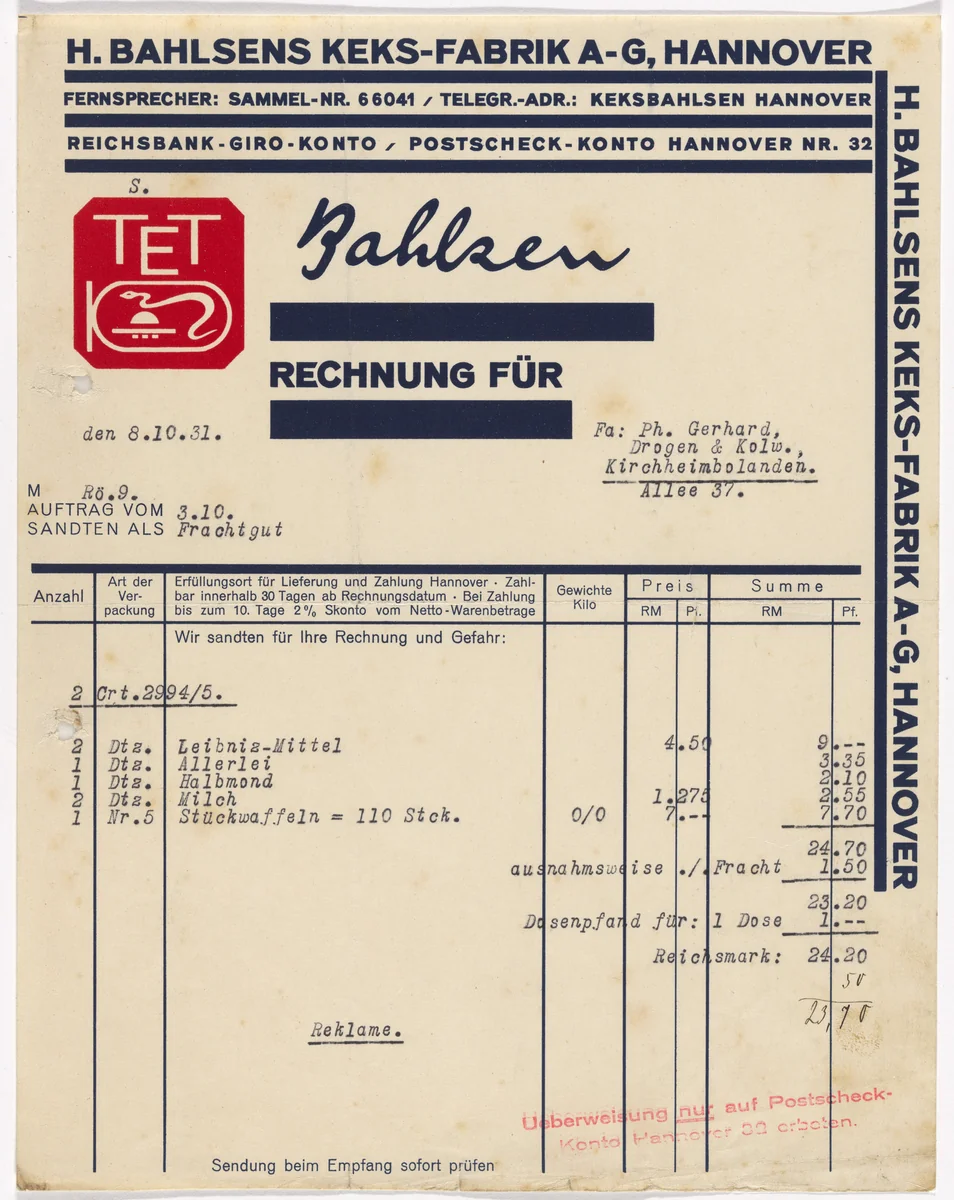 H. BAHLSENS KEKS-FABRIK A-G, HANNOVER
FERNSPRECHER: SAMMEL-NR. 66041 / TELEGR.-ADR.: KEKSBAHLSEN HANNOVER
REICHSBANK-GIRO-KONTO / POSTSCHECK-KONTO HANNOVER NR. 32
H. BAHLSENS KEKS-FABRIK A-G, HANNOVER
S.
TET
Bahlsen
RECHNUNG FÜR
den 8.10.31.
Fa: Ph. Gerhard,
Drogen & Kolw.,
Kirchheimbolanden.
Allee 37.
M Rö.9.
AUFTRAG VOM 3.10.
SANDTEN ALS Frachtgut
Anzahl
Art der
Ver-
packung
Erfüllungsort für Lieferung und Zahlung Hannover · Zahl-
bar innerhalb 30 Tagen ab Rechnungsdatum · Bei Zahlung
bis zum 10. Tage 2% Skonto vom Netto-Warenbetrage
Gewichte
Kilo
Preis
RM Pf.
Summe
RM Pf.
Wir sandten für Ihre Rechnung und Gefahr:
2 Crt.2994/5.
2 Dtz. Leibniz-Mittel 4.50 9.--
1 Dtz. Allerlei 3.35
1 Dtz. Halbmond 2.10
2 Dtz. Milch 1.275 2.55
1 Nr.5 Stückwaffeln = 110 Stck. 0/0 7.-- 7.70
24.70
ausnahmsweise ./. Fracht 1.50
23.20
Dosenpfand für: 1 Dose 1.--
Reichsmark: 24.20
50
23,70
Reklame.
Ueberweisung nur auf Postscheck-
Konto Hannover 32 erbeten.
Sendung beim Empfang sofort prüfen